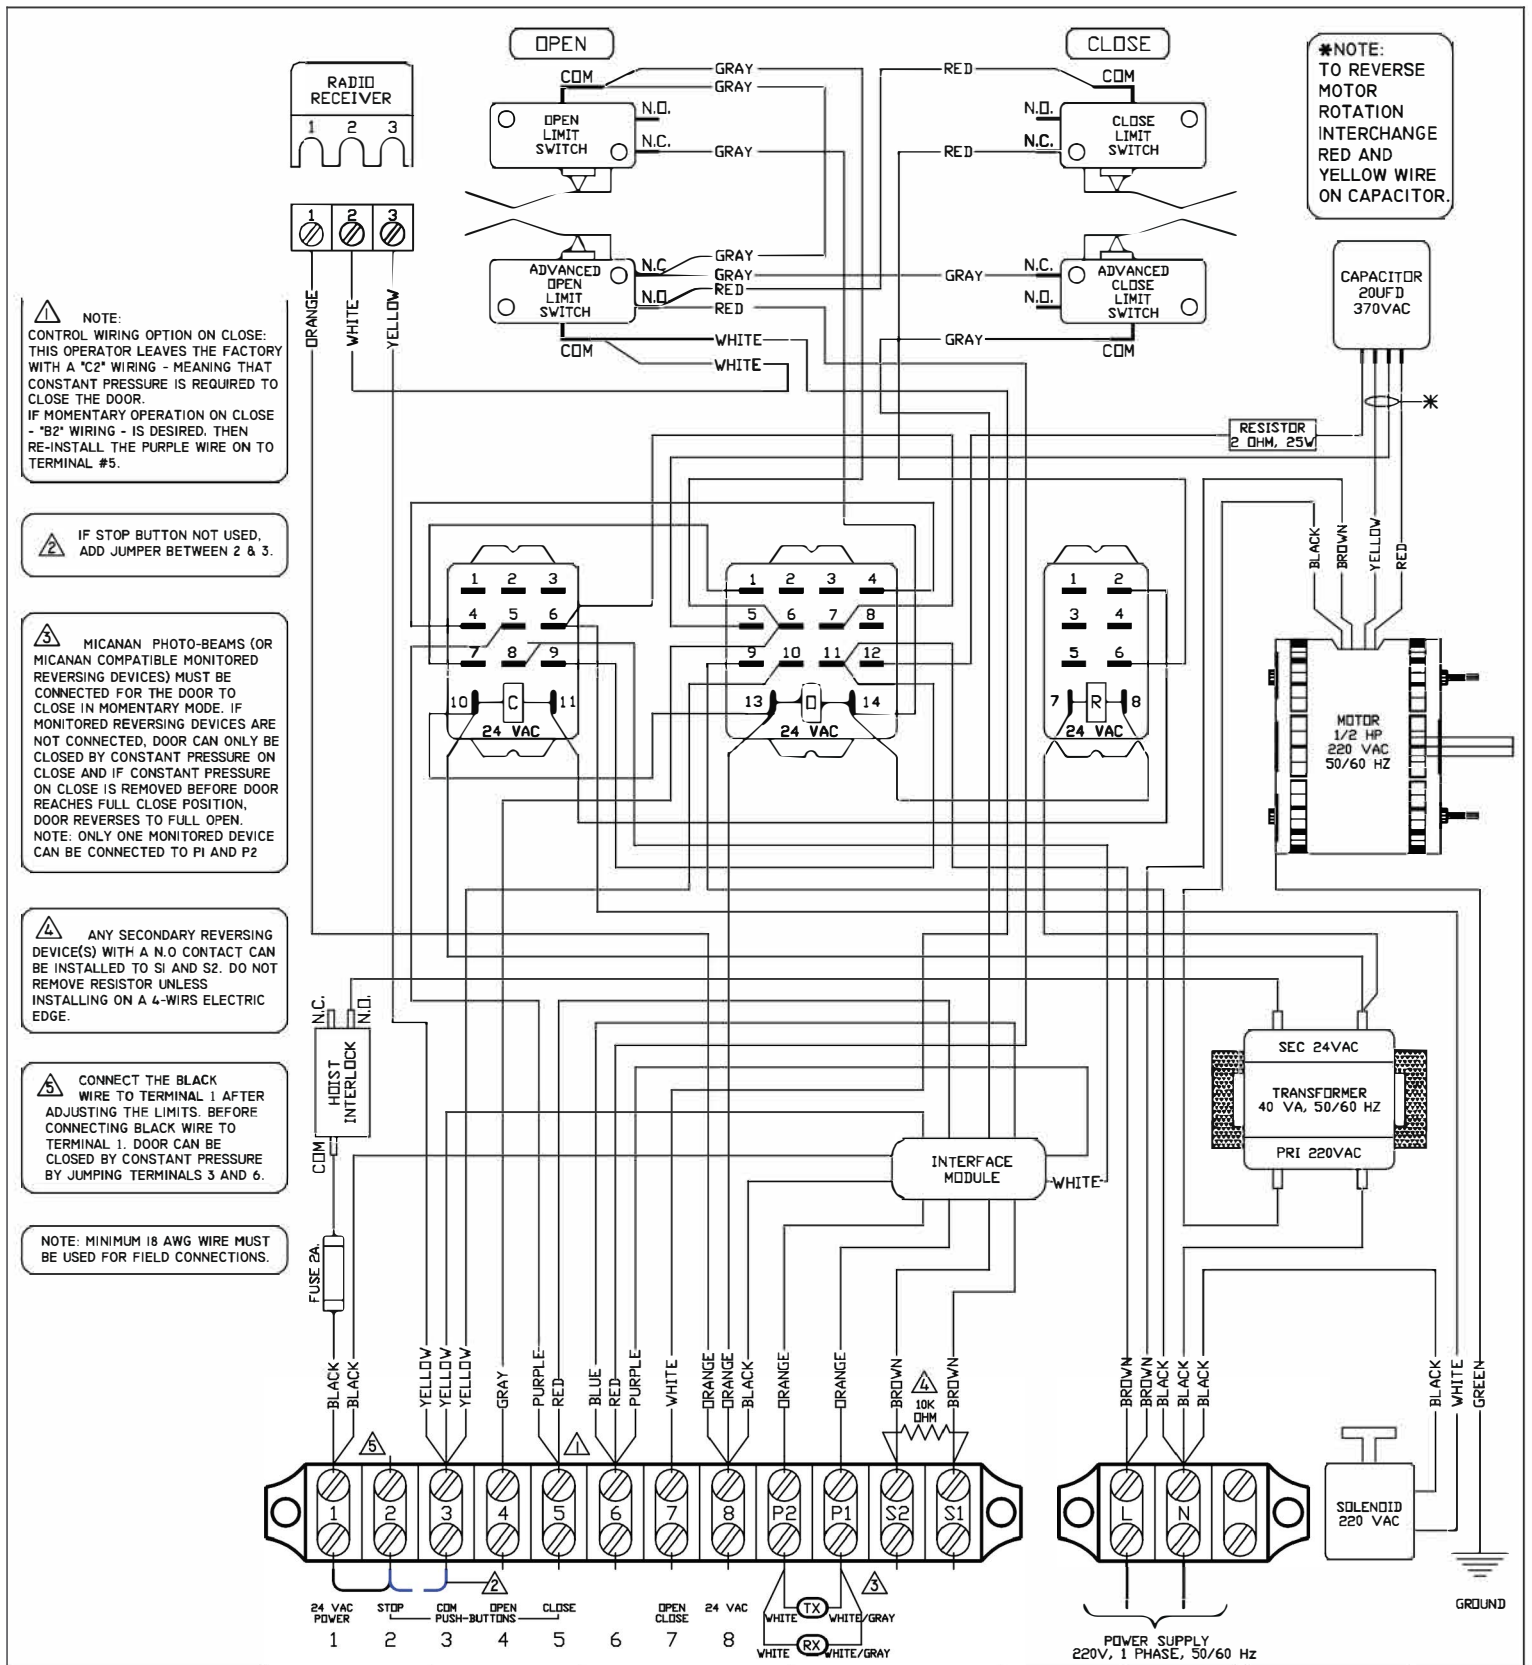 OPEN
CLOSE
RADIO
RECEIVER
1 2 3
1 2 3
COM
OPEN
LIMIT
SWITCH
N.O.
N.C.
GRAY
GRAY
GRAY
RED
RED
COM
CLOSE
LIMIT
SWITCH
N.O.
N.C.
*NOTE:
TO REVERSE
MOTOR
ROTATION
INTERCHANGE
RED AND
YELLOW WIRE
ON CAPACITOR.
ADVANCED
OPEN
LIMIT
SWITCH
N.C
N.O.
COM
GRAY
GRAY
RED
RED
WHITE
WHITE
GRAY
GRAY
N.C.
N.O.
ADVANCED
CLOSE
LIMIT
SWITCH
COM
CAPACITOR
20UFD
370VAC
*
RESISTOR
2 OHM, 25W
ORANGE
WHITE
YELLOW
1 NOTE:
CONTROL WIRING OPTION ON CLOSE:
THIS OPERATOR LEAVES THE FACTORY
WITH A "C2" WIRING - MEANING THAT
CONSTANT PRESSURE IS REQUIRED TO
CLOSE THE DOOR.
IF MOMENTARY OPERATION ON CLOSE
- "B2" WIRING - IS DESIRED, THEN
RE-INSTALL THE PURPLE WIRE ON TO
TERMINAL #5.
2 IF STOP BUTTON NOT USED,
ADD JUMPER BETWEEN 2 & 3.
3 MICANAN PHOTO-BEAMS (OR
MICANAN COMPATIBLE MONITORED
REVERSING DEVICES) MUST BE
CONNECTED FOR THE DOOR TO
CLOSE IN MOMENTARY MODE. IF
MONITORED REVERSING DEVICES ARE
NOT CONNECTED, DOOR CAN ONLY BE
CLOSED BY CONSTANT PRESSURE ON
CLOSE AND IF CONSTANT PRESSURE
ON CLOSE IS REMOVED BEFORE DOOR
REACHES FULL CLOSE POSITION,
DOOR REVERSES TO FULL OPEN.
NOTE: ONLY ONE MONITORED DEVICE
CAN BE CONNECTED TO P1 AND P2
4 ANY SECONDARY REVERSING
DEVICE(S) WITH A N.O CONTACT CAN
BE INSTALLED TO S1 AND S2. DO NOT
REMOVE RESISTOR UNLESS
INSTALLING ON A 4-WIRS ELECTRIC
EDGE.
5 CONNECT THE BLACK
WIRE TO TERMINAL 1 AFTER
ADJUSTING THE LIMITS. BEFORE
CONNECTING BLACK WIRE TO
TERMINAL 1. DOOR CAN BE
CLOSED BY CONSTANT PRESSURE
BY JUMPING TERMINALS 3 AND 6.
NOTE: MINIMUM 18 AWG WIRE MUST
BE USED FOR FIELD CONNECTIONS.
1 2 3
4 5 6
7 8 9
10 C 11
24 VAC
1 2 3 4
5 6 7 8
9 10 11 12
13 O 14
24 VAC
1 2
3 4
5 6
7 R 8
24 VAC
BLACK
BROWN
YELLOW
RED
MOTOR
1/2 HP
220 VAC
50/60 HZ
N.C.
N.O.
HOIST
INTERLOCK
COM
FUSE 2A.
SEC 24VAC
TRANSFORMER
40 VA, 50/60 HZ
PRI 220VAC
INTERFACE
MODULE
WHITE
BLACK
BLACK
YELLOW
YELLOW
YELLOW
GRAY
PURPLE
RED
BLUE
RED
PURPLE
WHITE
ORANGE
ORANGE
BLACK
ORANGE
ORANGE
BROWN
4
10K
OHM
BROWN
BROWN
BROWN
BLACK
BLACK
BLACK
BLACK
WHITE
GREEN
5
1
1 2 3 4 5 6 7 8 P2 P1 S2 S1
L N
SOLENOID
220 VAC
2
3
24 VAC
POWER
STOP
COM
OPEN
CLOSE
PUSH-BUTTONS
OPEN
CLOSE
24 VAC
1 2 3 4 5 6 7 8
WHITE TX WHITE/GRAY
WHITE RX WHITE/GRAY
POWER SUPPLY
220V, 1 PHASE, 50/60 Hz
GROUND